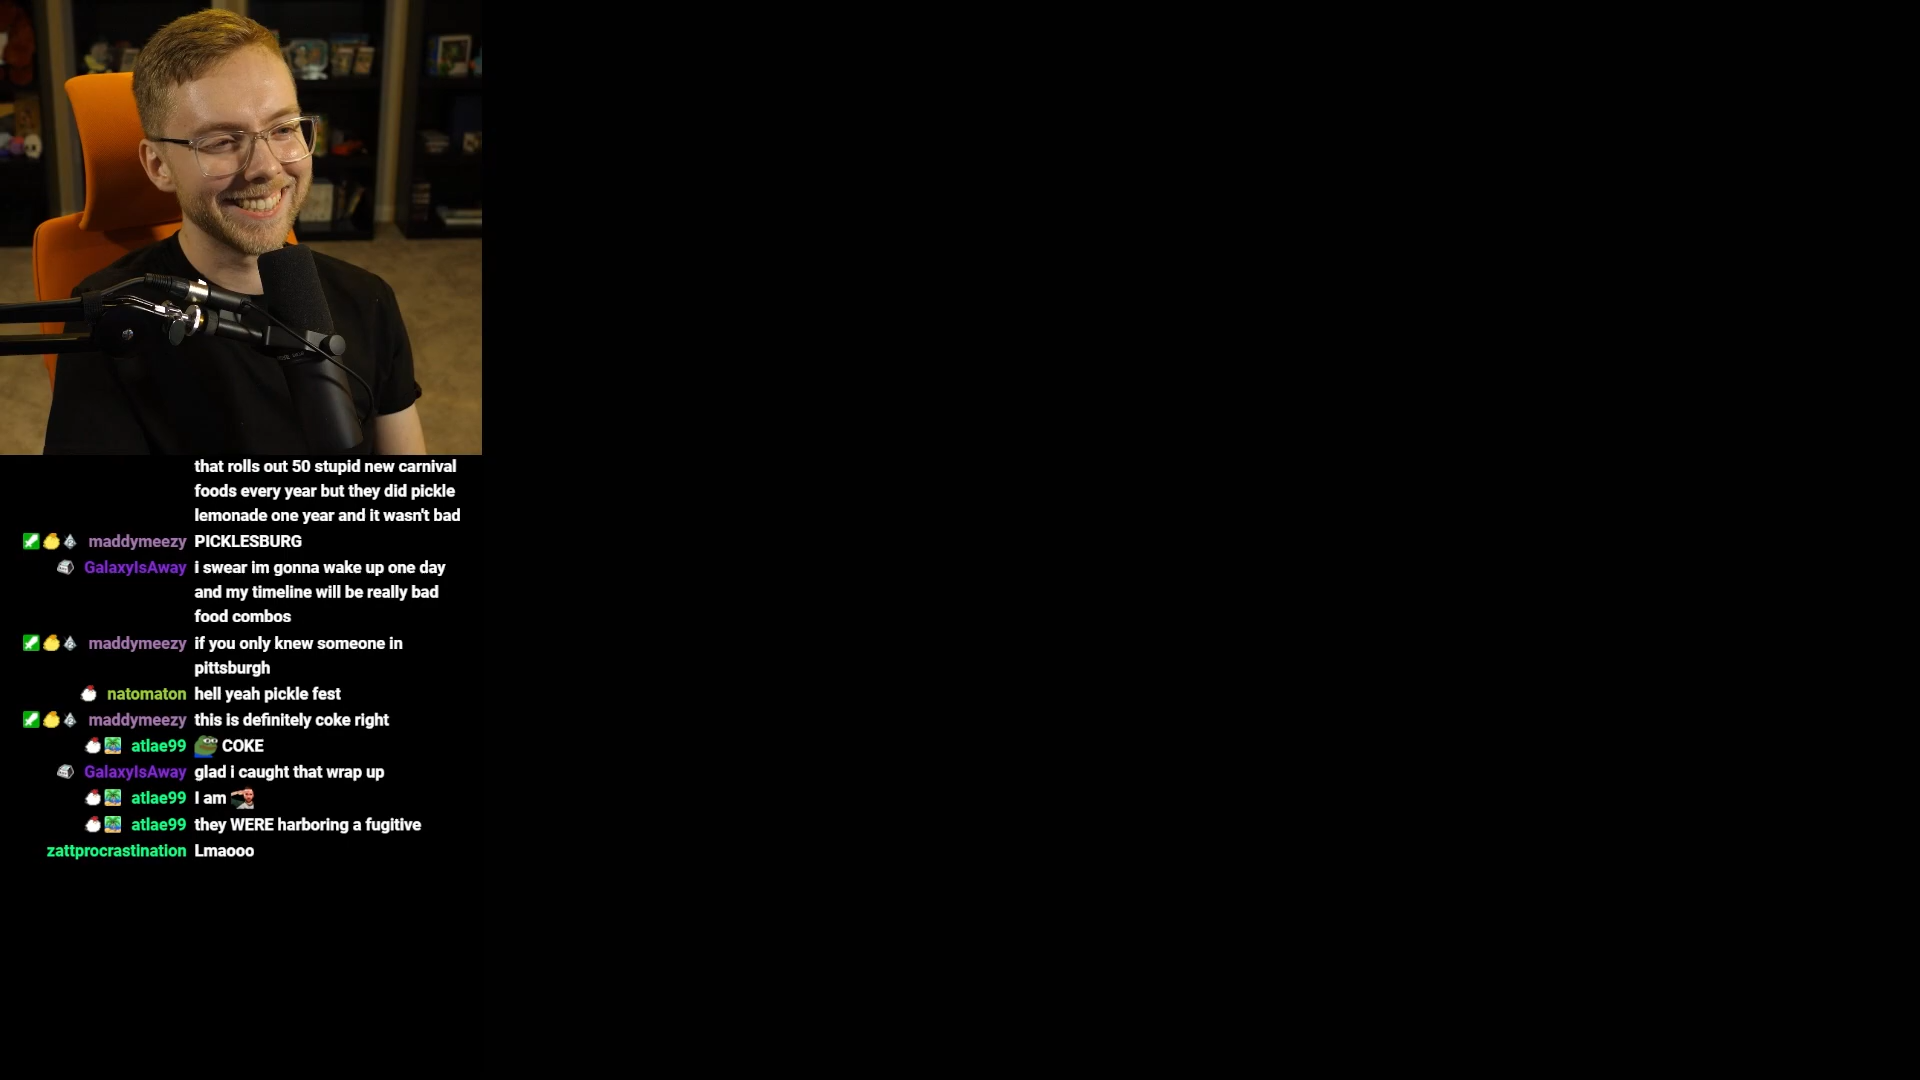 that rolls out 50 stupid new carnival
foods every year but they did pickle
lemonade one year and it wasn't bad
maddymeezy PICKLESBURG
GalaxyIsAway i swear im gonna wake up one day
and my timeline will be really bad
food combos
maddymeezy if you only knew someone in
pittsburgh
natomaton hell yeah pickle fest
maddymeezy this is definitely coke right
atlae99 COKE
GalaxyIsAway glad i caught that wrap up
atlae99 I am
atlae99 they WERE harboring a fugitive
zattprocrastination Lmaooo